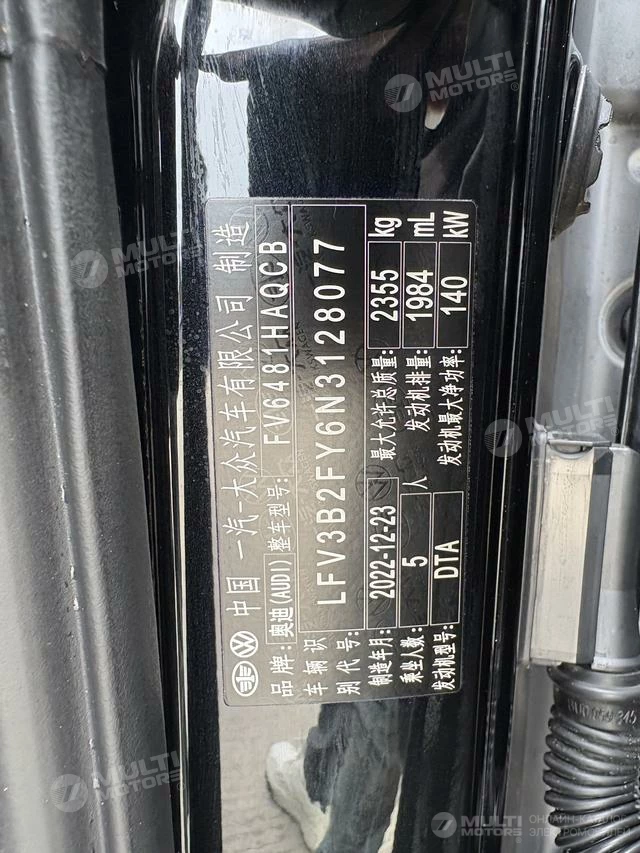 中国 一汽-大众汽车有限公司 制造
品牌: 奥迪(AUDI) 整车型号: FV6481HAQCB
车辆识别代号: LFV3B2FY6N3128077
制造年月: 2022-12-23 最大允许总质量: 2355 kg
乘坐人数: 5 人 发动机排量: 1984 mL
发动机型号: DTA 发动机最大净功率: 140 kW
MULTI MOTORS®
MULTI MOTORS
MULTI MOTORS
MULTI MOTORS
MULTI MOTORS
ОНЛАЙН-КАТАЛОГ
ЭЛЕКТРОМОБИЛЕЙ